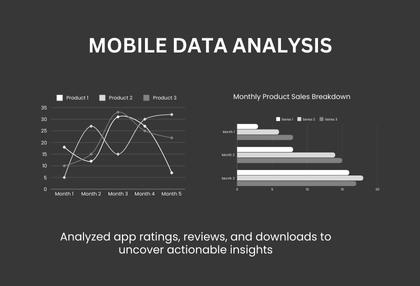 MOBILE DATA ANALYSIS
Product 1 Product 2 Product 3
35
30
25
20
15
10
5
0
Month 1 Month 2 Month 3 Month 4 Month 5
Monthly Product Sales Breakdown
Series 1 Series 2 Series 3
Month 1
Month 2
Month 3
0 5 10 15 20
Analyzed app ratings, reviews, and downloads to
uncover actionable insights